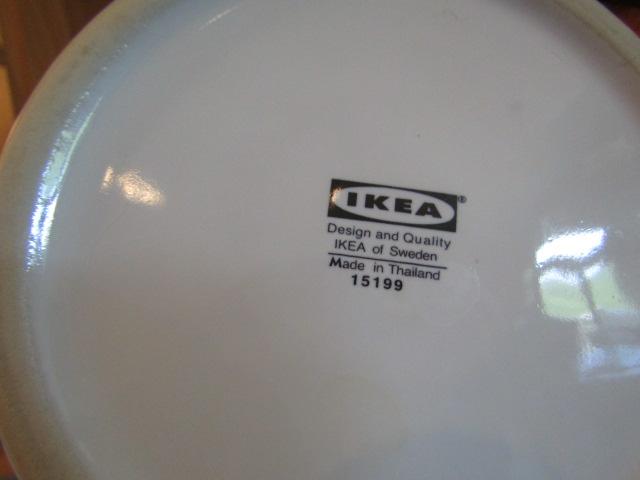 IKEA®
Design and Quality
IKEA of Sweden
Made in Thailand
15199